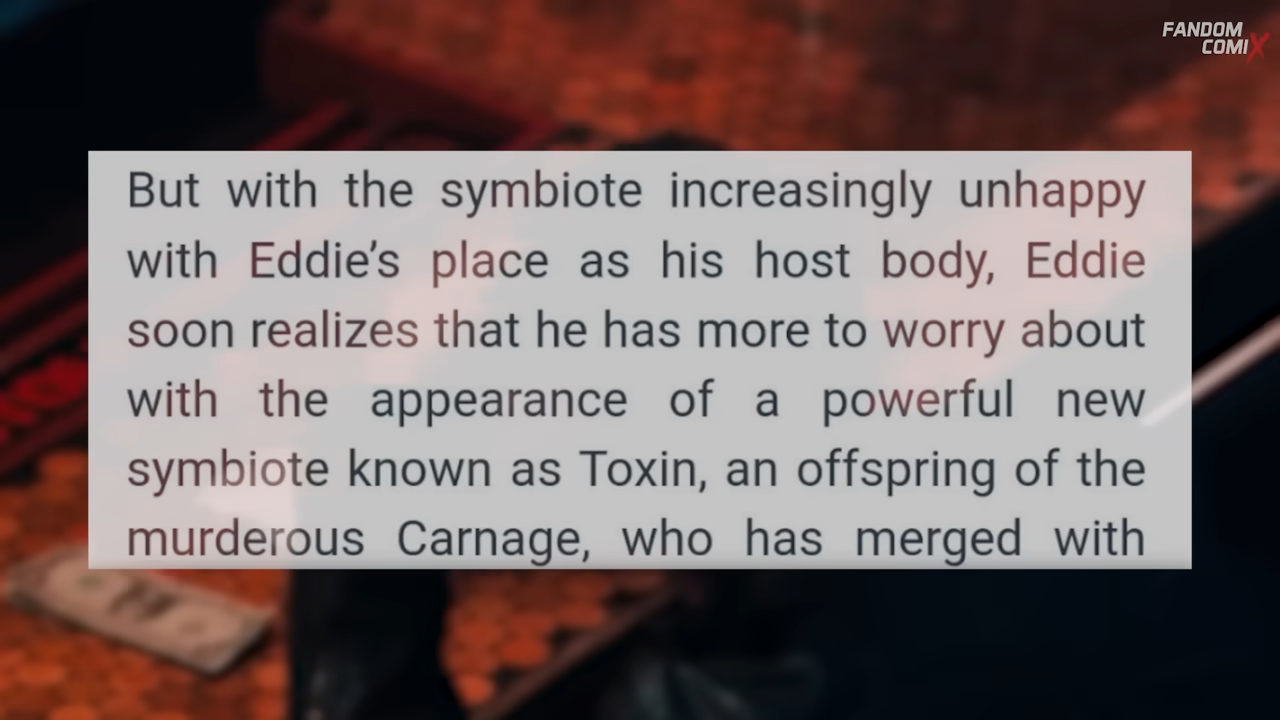 FANDOM
COMIX
But with the symbiote increasingly unhappy
with Eddie’s place as his host body, Eddie
soon realizes that he has more to worry about
with the appearance of a powerful new
symbiote known as Toxin, an offspring of the
murderous Carnage, who has merged with